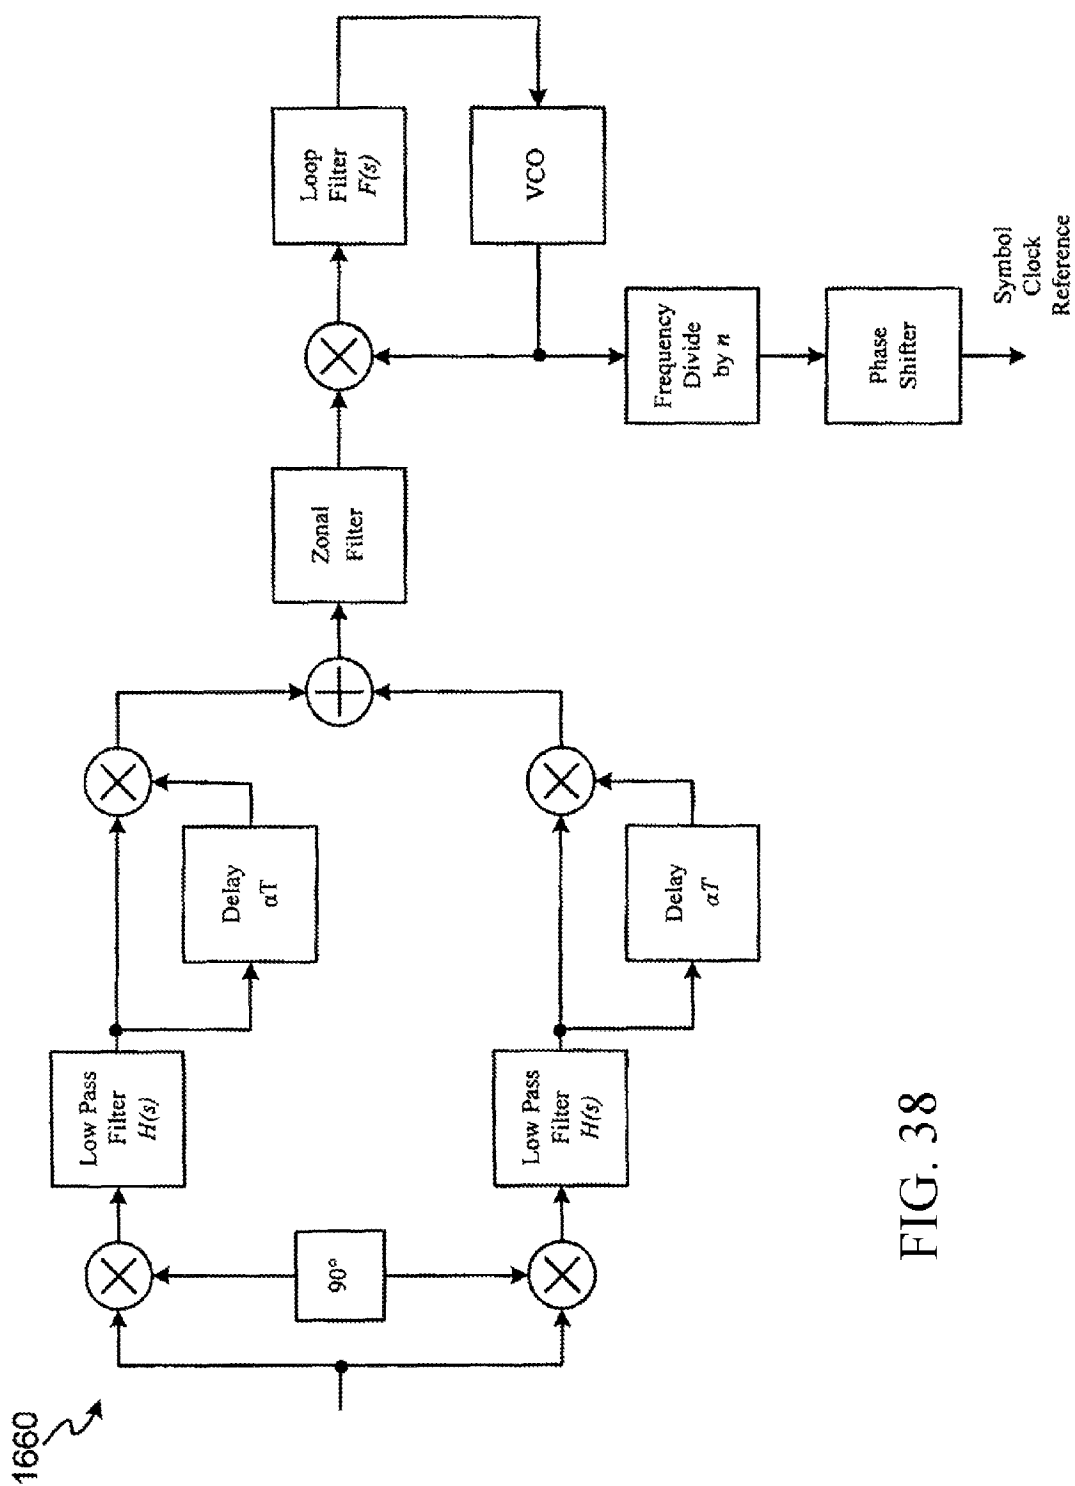 1660
90°
Low Pass
Filter
H(s)
Low Pass
Filter
H(s)
Delay
αT
Delay
αT
Zonal
Filter
Loop
Filter
F(s)
VCO
Frequency
Divide
by n
Phase
Shifter
Symbol
Clock
Reference
FIG. 38